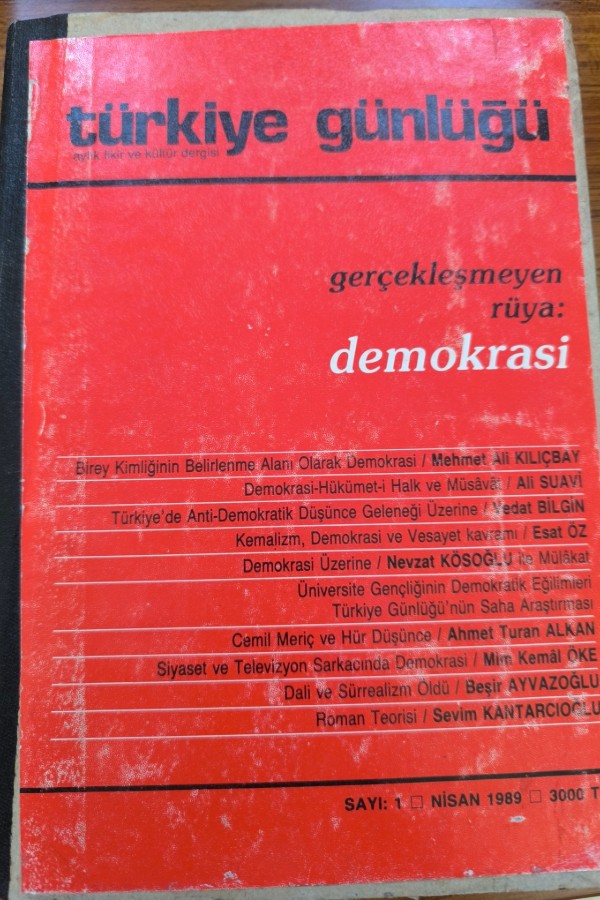 türkiye günlüğü
aylık fikir ve kültür dergisi
gerçekleşmeyen
rüya:
demokrasi
Birey Kimliğinin Belirlenme Alanı Olarak Demokrasi / Mehmet Ali KILIÇBAY
Demokrasi-Hükümet-i Halk ve Müsâvât / Ali SUAVİ
Türkiye'de Anti-Demokratik Düşünce Geleneği Üzerine / Vedat BİLGİN
Kemalizm, Demokrasi ve Vesayet kavramı / Esat ÖZ
Demokrasi Üzerine / Nevzat KÖSOĞLU ile Mülâkat
Üniversite Gençliğinin Demokratik Eğilimleri
Türkiye Günlüğü'nün Saha Araştırması
Cemil Meriç ve Hür Düşünce / Ahmet Turan ALKAN
Siyaset ve Televizyon Sarkacında Demokrasi / Mim Kemâl ÖKE
Dali ve Sürrealizm Öldü / Beşir AYVAZOĞLU
Roman Teorisi / Sevim KANTARCIOĞLU
SAYI: 1 □ NİSAN 1989 □ 3000 T